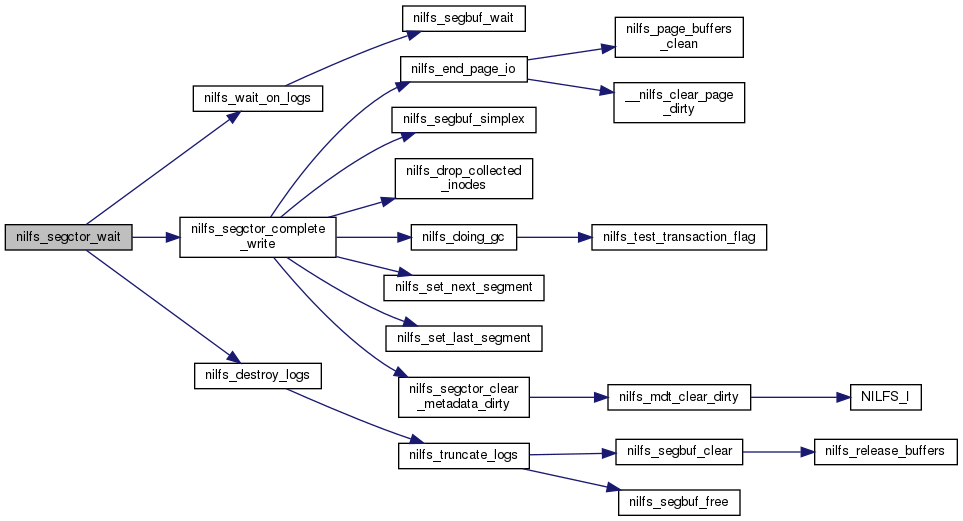 nilfs_segbuf_wait
nilfs_page_buffers
_clean
nilfs_end_page_io
nilfs_wait_on_logs
__nilfs_clear_page
_dirty
nilfs_segbuf_simplex
nilfs_drop_collected
_inodes
nilfs_segctor_wait
nilfs_segctor_complete
_write
nilfs_doing_gc
nilfs_test_transaction_flag
nilfs_set_next_segment
nilfs_set_last_segment
nilfs_destroy_logs
nilfs_segctor_clear
_metadata_dirty
nilfs_mdt_clear_dirty
NILFS_I
nilfs_truncate_logs
nilfs_segbuf_clear
nilfs_release_buffers
nilfs_segbuf_free